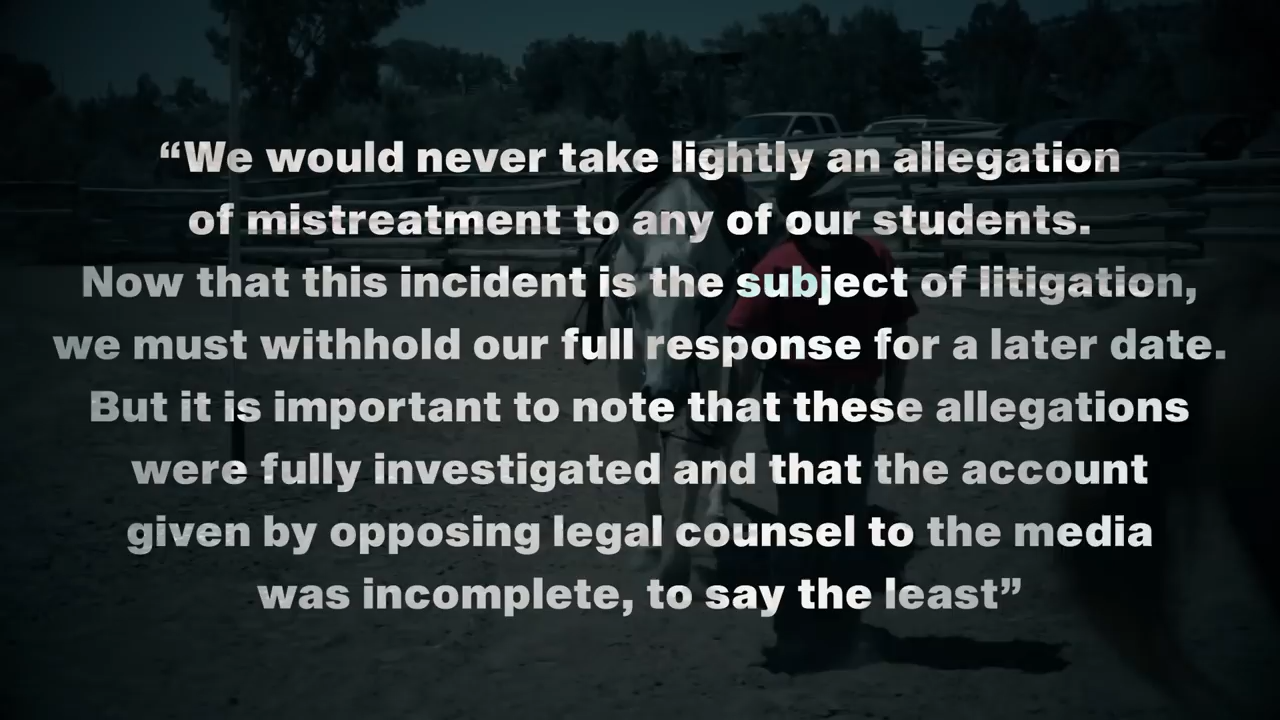 “We would never take lightly an allegation
of mistreatment to any of our students.
Now that this incident is the subject of litigation,
we must withhold our full response for a later date.
But it is important to note that these allegations
were fully investigated and that the account
given by opposing legal counsel to the media
was incomplete, to say the least”